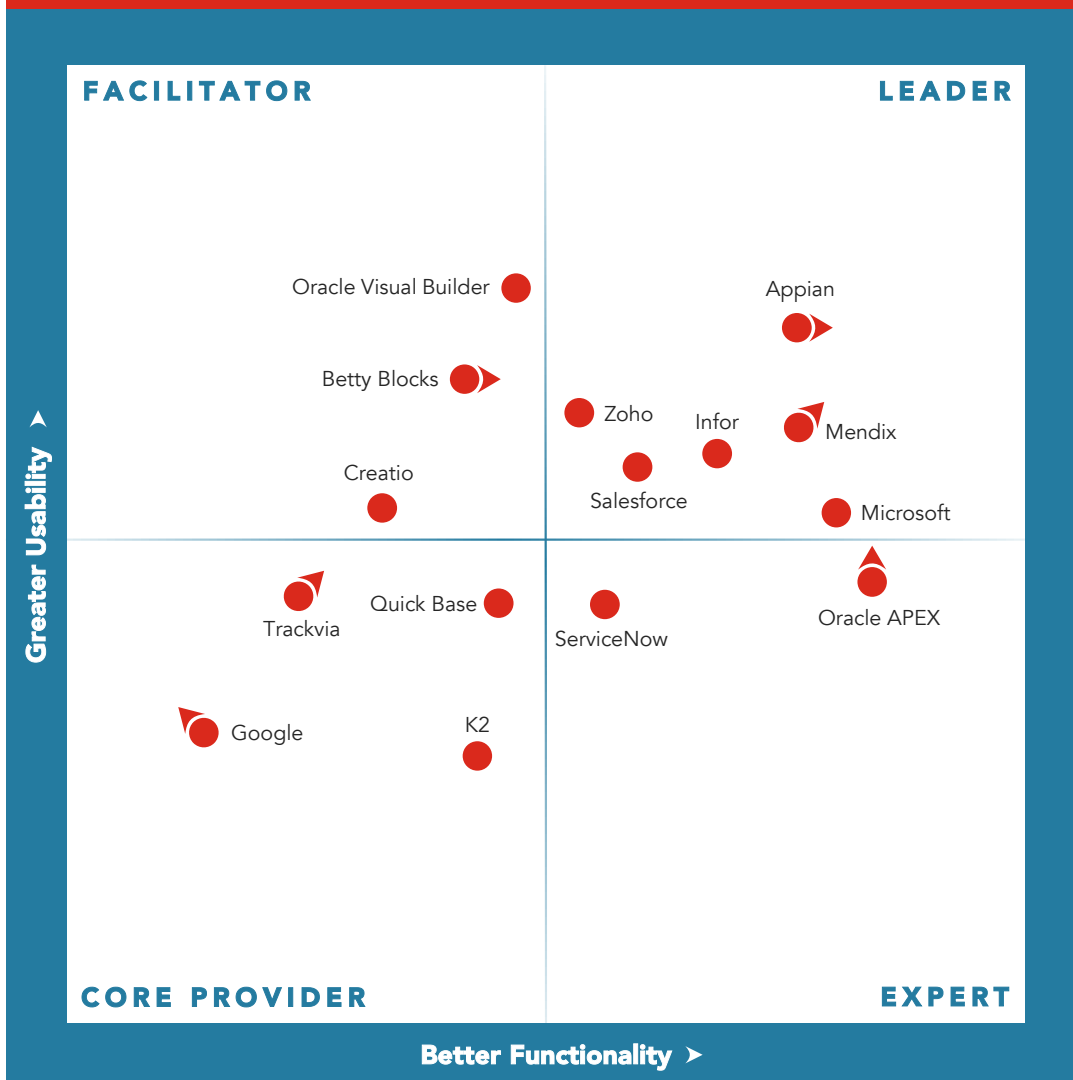 FACILITATOR
LEADER
Oracle Visual Builder
Appian
Betty Blocks
Zoho
Infor
Mendix
Creatio
Salesforce
Microsoft
Greater Usability
Trackvia
Quick Base
ServiceNow
Oracle APEX
Google
K2
CORE PROVIDER
EXPERT
Better Functionality